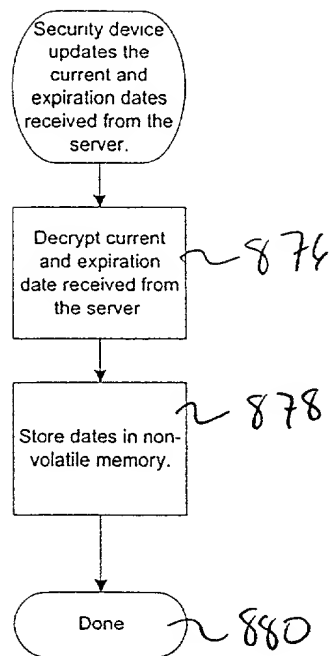 Security device
updates the
current and
expiration dates
received from the
server.
Decrypt current
and expiration
date received from
the server
876
Store dates in non-
volatile memory.
878
Done
880